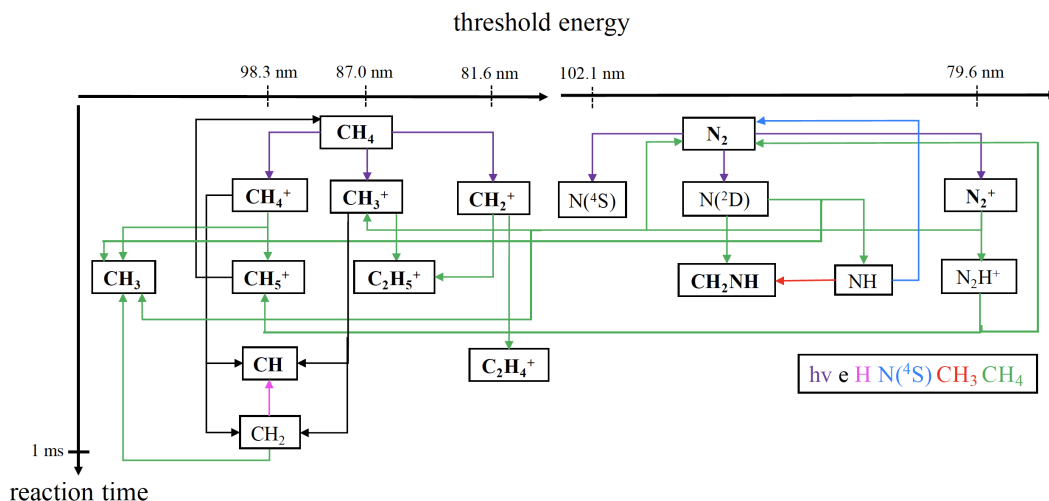 threshold energy
98.3 nm 87.0 nm 81.6 nm 102.1 nm 79.6 nm
CH₄ N₂
CH₄⁺ CH₃⁺ CH₂⁺ N(⁴S) N(²D) N₂⁺
CH₃ CH₅⁺ C₂H₅⁺ CH₂NH NH N₂H⁺
CH C₂H₄⁺
hν e H N(⁴S) CH₃ CH₄
CH₂
1 ms
reaction time